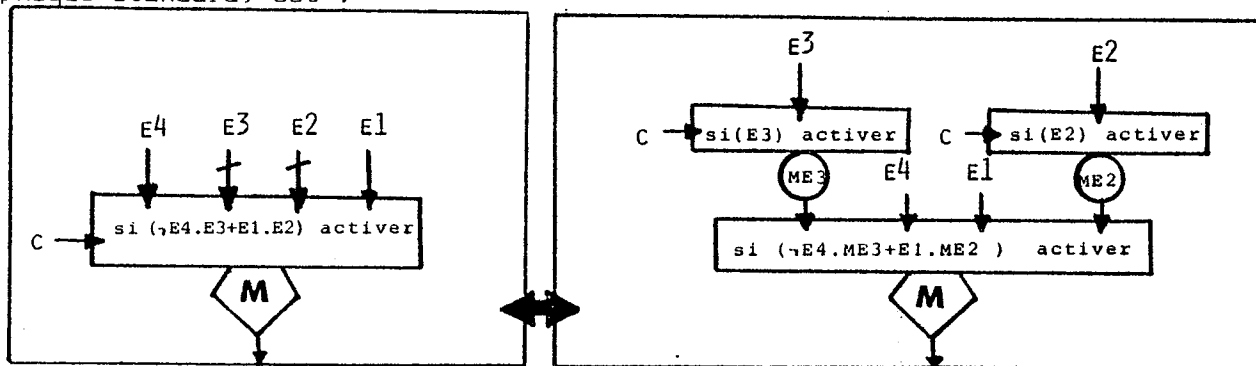 E4 E3 E2 E1
C
si (¬E4.E3+E1.E2) activer
M
E3 E2
C si(E3) activer C si(E2) activer
ME3 E4 E1 ME2
si (¬E4.ME3+E1.ME2 ) activer
M